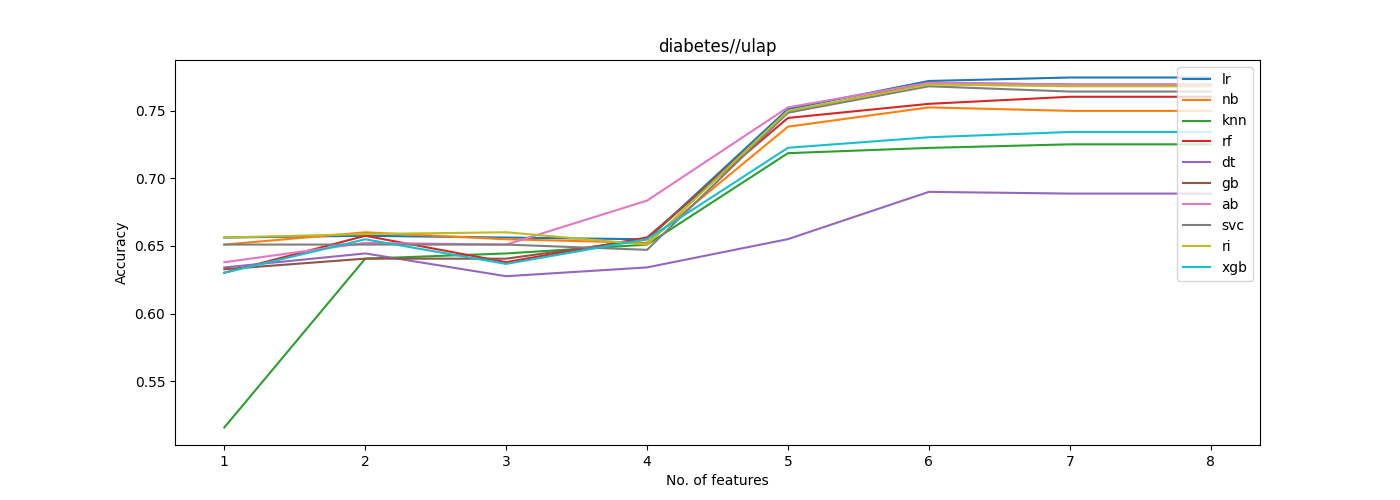 diabetes//ulap
Accuracy
0.75
0.70
0.65
0.60
0.55
lr
nb
knn
rf
dt
gb
ab
svc
ri
xgb
1 2 3 4 5 6 7 8
No. of features